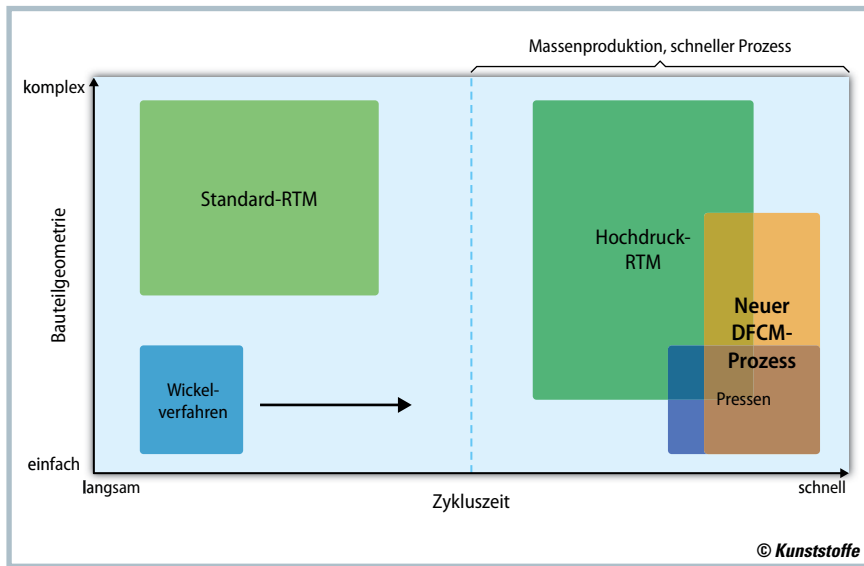 Massenproduktion, schneller Prozess
komplex
Bauteilgeometrie
Standard-RTM
Hochdruck-
RTM
Neuer
DFCM-
Prozess
Wickel-
verfahren
Pressen
einfach
langsam
Zykluszeit
schnell
© Kunststoffe